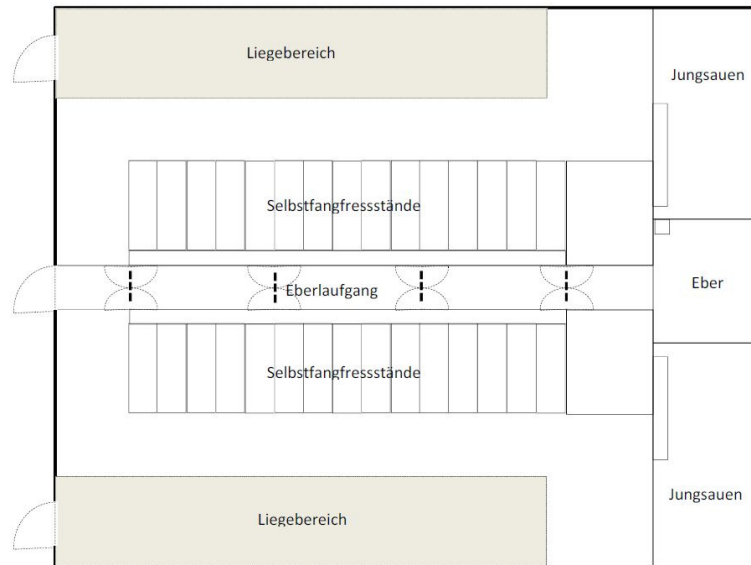 Liegebereich
Jungsauen
Selbstfangfressstände
Eberlaufgang
Eber
Selbstfangfressstände
Jungsauen
Liegebereich